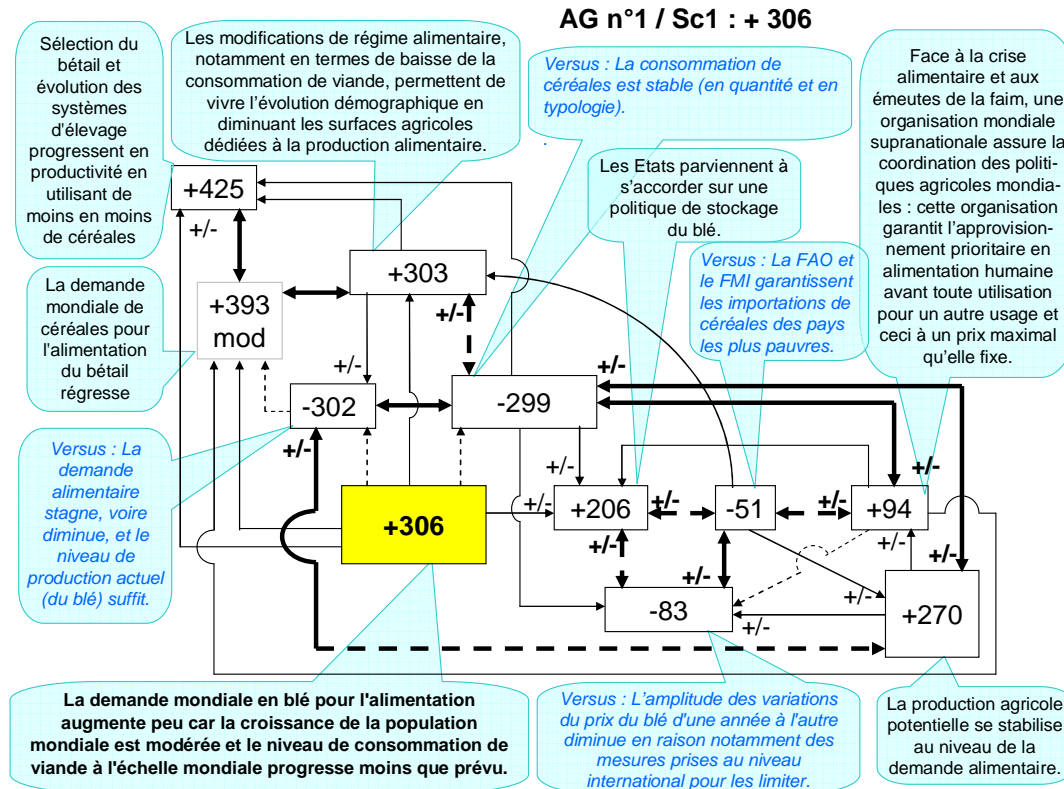 AG n°1 / Sc1 : + 306
Sélection du
bétail et
évolution des
systèmes
d'élevage
progressent en
productivité en
utilisant de
moins en moins
de céréales
Les modifications de régime alimentaire,
notamment en termes de baisse de la
consommation de viande, permettent de
vivre l'évolution démographique en
diminuant les surfaces agricoles
dédiées à la production alimentaire.
Versus : La consommation de
céréales est stable (en quantité et en
typologie).
.
Les Etats parviennent à
s'accorder sur une
politique de stockage
du blé.
Versus : La FAO et
le FMI garantissent
les importations de
céréales des pays
les plus pauvres.
Face à la crise
alimentaire et aux
émeutes de la faim, une
organisation mondiale
supranationale assure la
coordination des politi-
ques agricoles mondia-
les : cette organisation
garantit l'approvision-
nement prioritaire en
alimentation humaine
avant toute utilisation
pour un autre usage et
ceci à un prix maximal
qu'elle fixe.
+425
+/-
+303
La demande
mondiale de
céréales pour
l'alimentation
du bétail
régresse
+393
mod
+/-
+/-
+/-
-302
-299
+/-
+/-
Versus : La
demande
alimentaire
stagne, voire
diminue, et le
niveau de
production actuel
(du blé) suffit.
+306
+/-
+206
+/-
-51
+/-
+94
+/-
+/-
+/-
+/-
-83
+/-
+/-
+270
La demande mondiale en blé pour l'alimentation
augmente peu car la croissance de la population
mondiale est modérée et le niveau de consommation de
viande à l'échelle mondiale progresse moins que prévu.
Versus : L'amplitude des variations
du prix du blé d'une année à l'autre
diminue en raison notamment des
mesures prises au niveau
international pour les limiter.
La production agricole
potentielle se stabilise
au niveau de la
demande alimentaire.